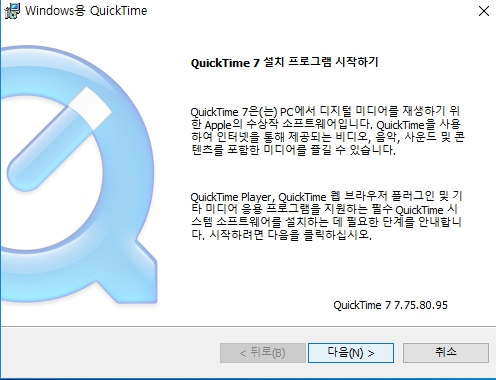 Windows용 QuickTime
QuickTime 7 설치 프로그램 시작하기
QuickTime 7은(는) PC에서 디지털 미디어를 재생하기 위
한 Apple의 수상작 소프트웨어입니다. QuickTime을 사용
하여 인터넷을 통해 제공되는 비디오, 음악, 사운드 및 콘
텐츠를 포함한 미디어를 즐길 수 있습니다.
QuickTime Player, QuickTime 웹 브라우저 플러그인 및 기
타 미디어 응용 프로그램을 지원하는 필수 QuickTime 시
스템 소프트웨어를 설치하는 데 필요한 단계를 안내합니
다. 시작하려면 다음을 클릭하십시오.
QuickTime 7 7.75.80.95
< 뒤로(B)
다음(N) >
취소